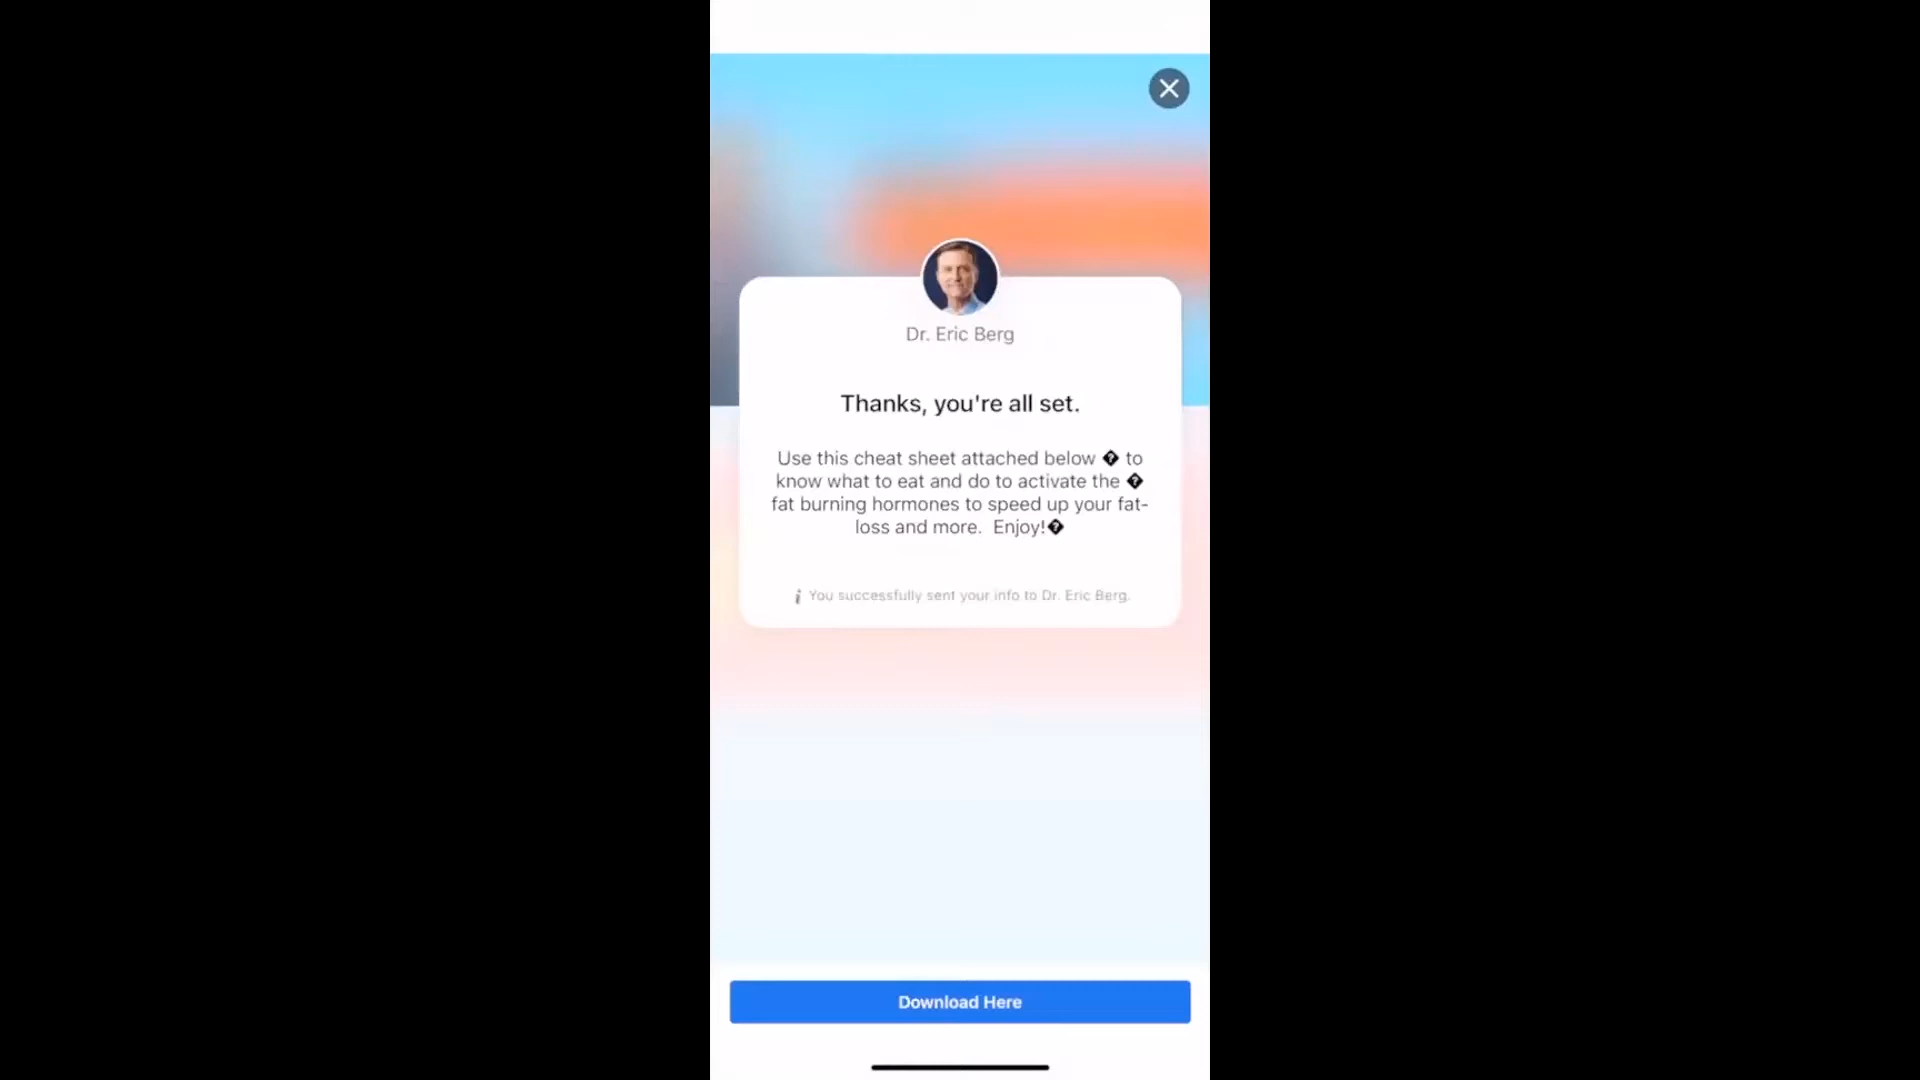 Dr. Eric Berg
Thanks, you're all set.
Use this cheat sheet attached below � to
know what to eat and do to activate the �
fat burning hormones to speed up your fat-
loss and more.  Enjoy!�
i You successfully sent your info to Dr. Eric Berg.
Download Here